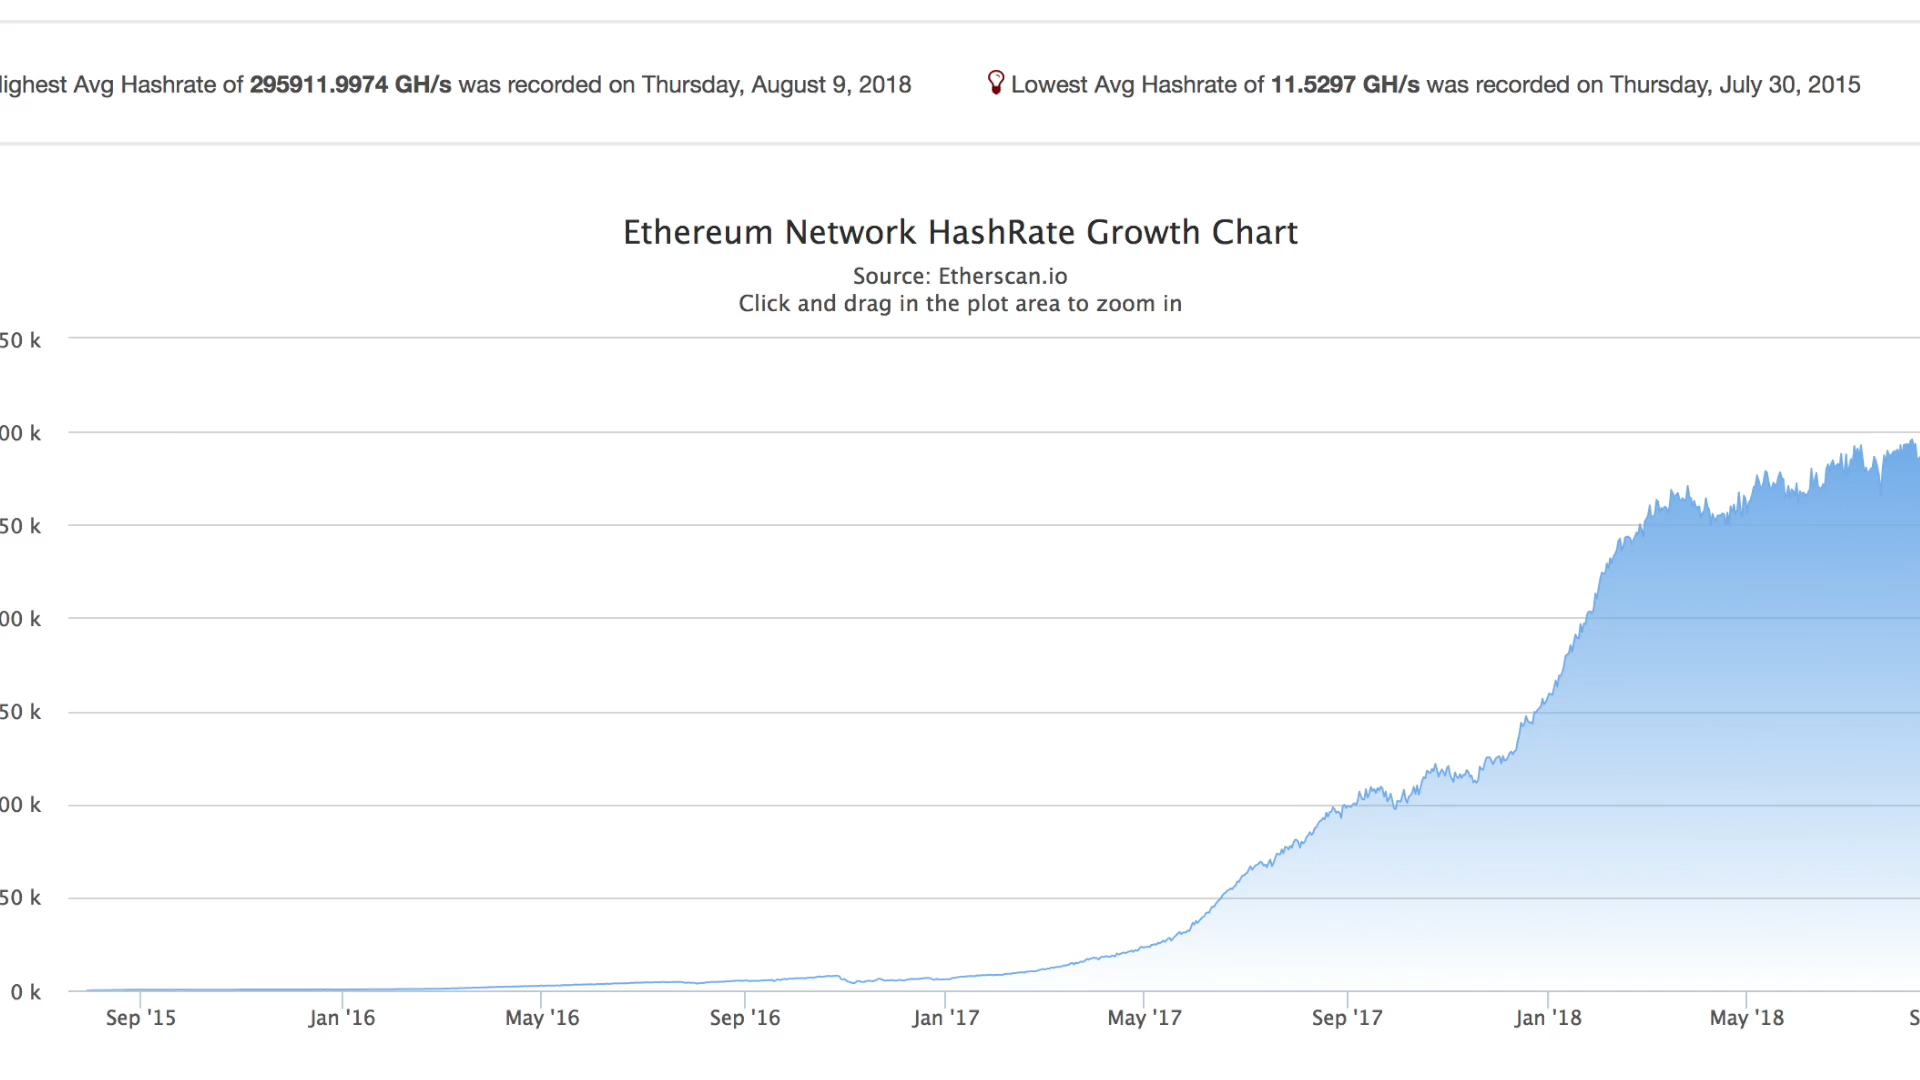 ighest Avg Hashrate of 295911.9974 GH/s was recorded on Thursday, August 9, 2018
Lowest Avg Hashrate of 11.5297 GH/s was recorded on Thursday, July 30, 2015
Ethereum Network HashRate Growth Chart
Source: Etherscan.io
Click and drag in the plot area to zoom in
50 k
00 k
50 k
00 k
50 k
00 k
50 k
0 k
Sep '15 Jan '16 May '16 Sep '16 Jan '17 May '17 Sep '17 Jan '18 May '18 S